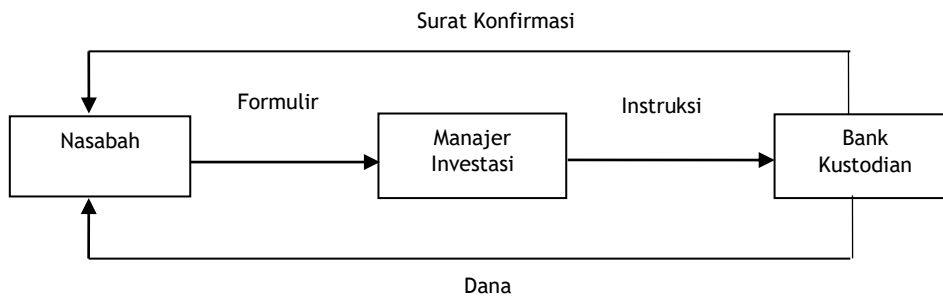 Surat Konfirmasi
Formulir
Instruksi
Nasabah
Manajer
Investasi
Bank
Kustodian
Dana